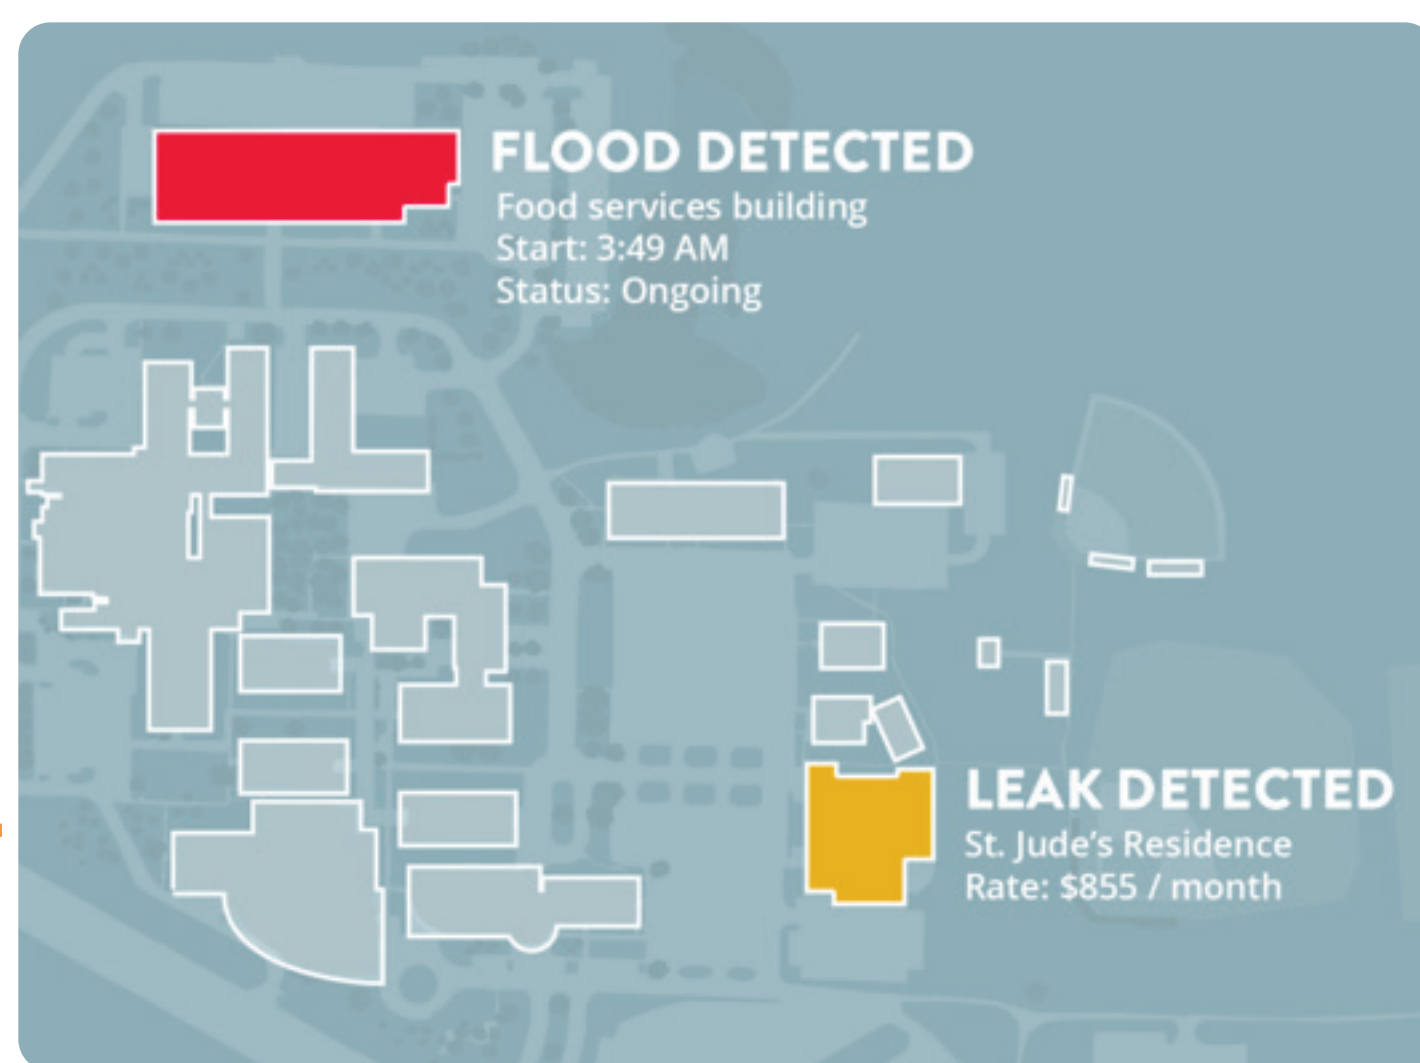 FLOOD DETECTED
Food services building
Start: 3:49 AM
Status: Ongoing
LEAK DETECTED
St. Jude’s Residence
Rate: $855 / month